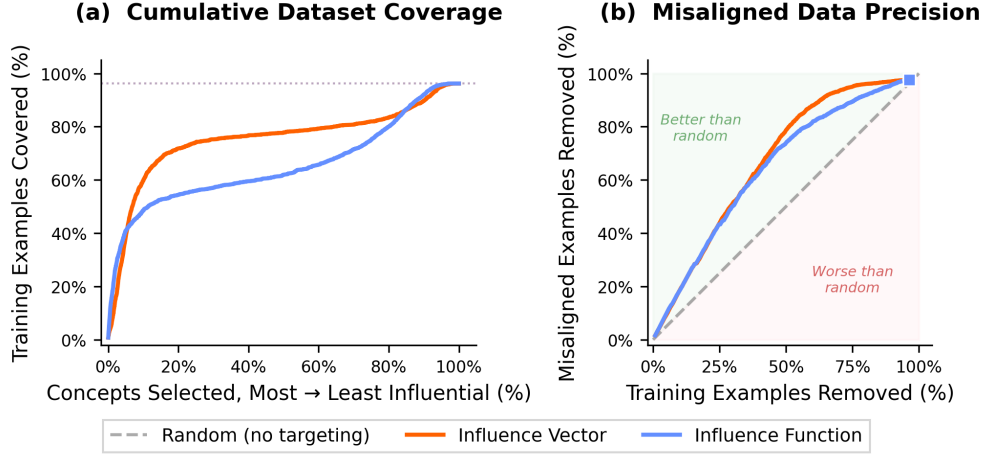 (a) Cumulative Dataset Coverage
Training Examples Covered (%)
100%
80%
60%
40%
20%
0%
0% 20% 40% 60% 80% 100%
Concepts Selected, Most → Least Influential (%)
(b) Misaligned Data Precision
Misaligned Examples Removed (%)
100%
80%
60%
40%
20%
0%
Better than
random
Worse than
random
0% 25% 50% 75% 100%
Training Examples Removed (%)
Random (no targeting) Influence Vector Influence Function